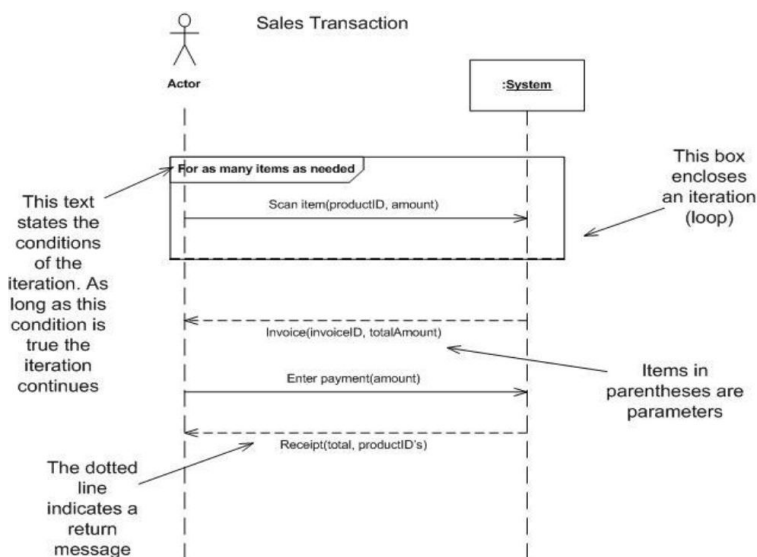 Sales Transaction
Actor
:System
For as many items as needed
Scan item(productID, amount)
This box
encloses
an iteration
(loop)
This text
states the
conditions
of the
iteration. As
long as this
condition is
true the
iteration
continues
Invoice(invoiceID, totalAmount)
Enter payment(amount)
Items in
parentheses are
parameters
Receipt(total, productID's)
The dotted
line
indicates a
return
message